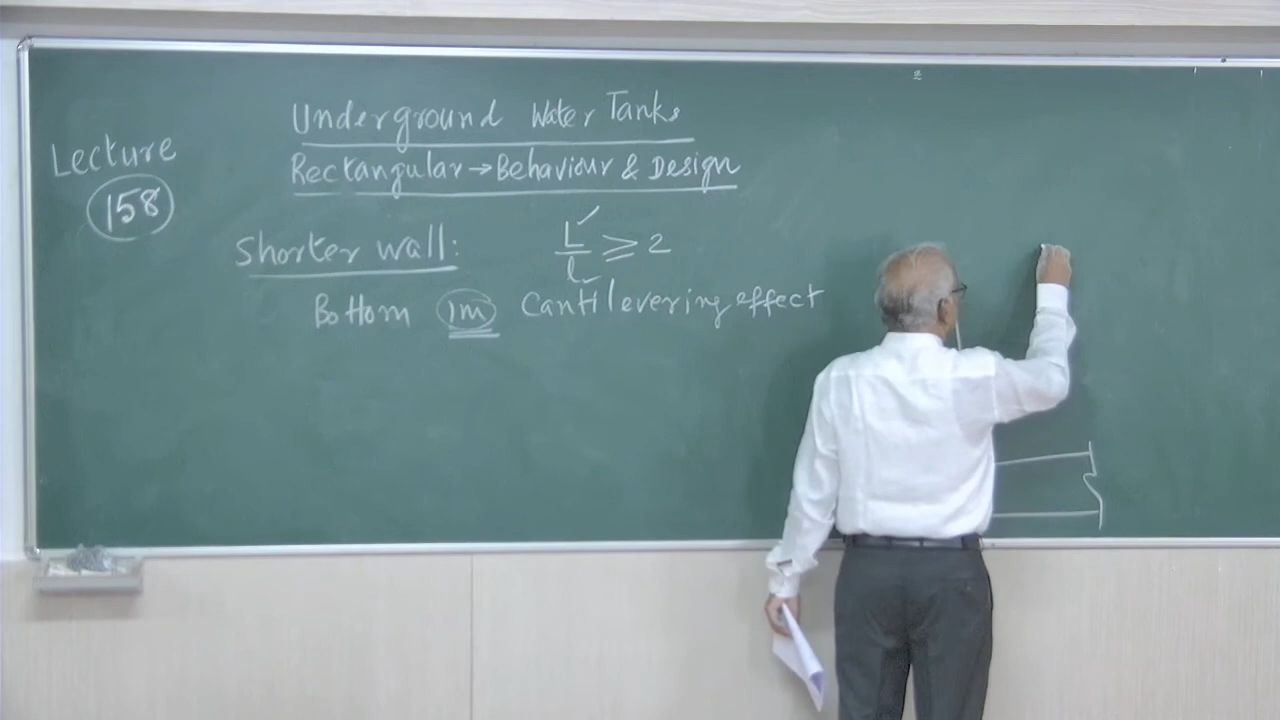 Underground Water Tanks
Lecture
158
Rectangular → Behaviour & Design
Shorter wall: L/l ≥ 2
Bottom 1m Cantilevering effect